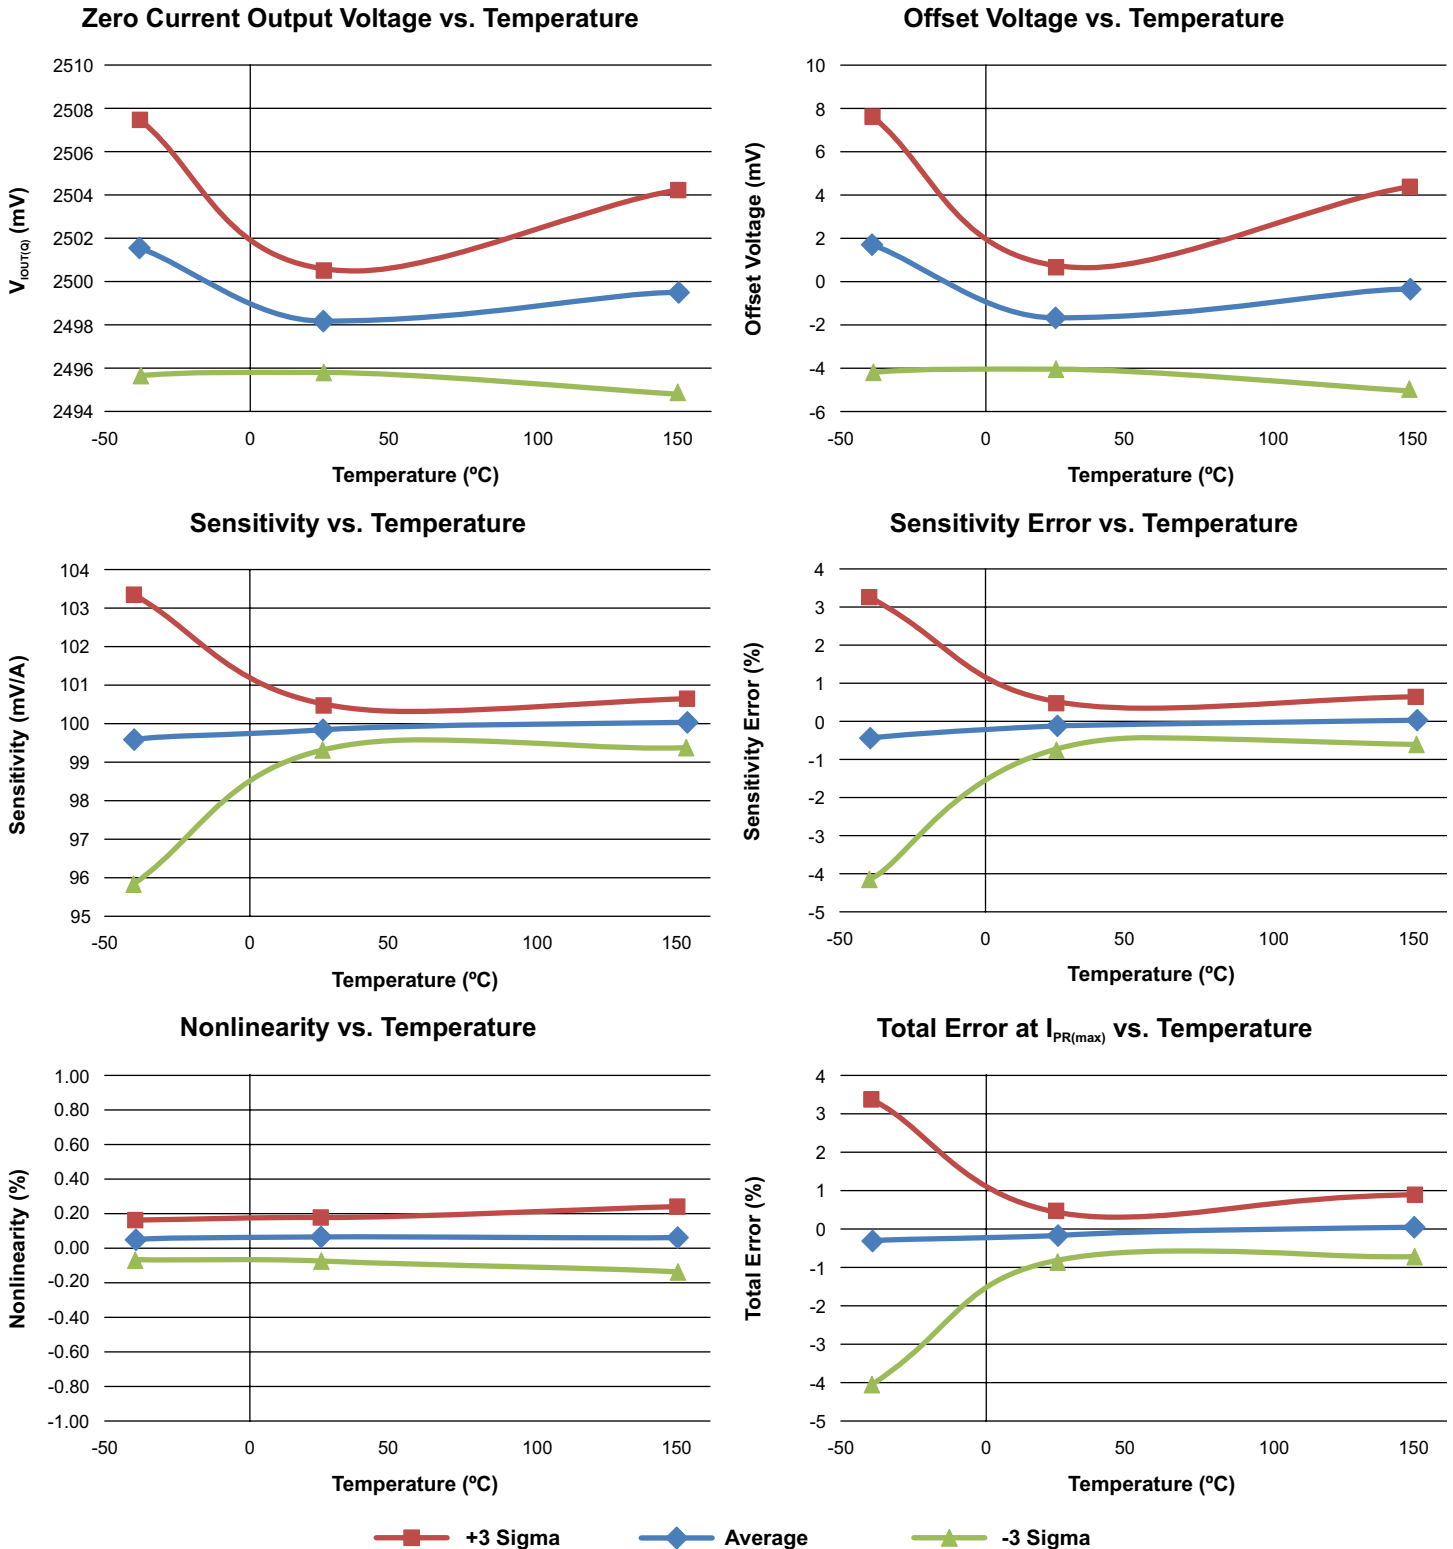 Zero Current Output Voltage vs. Temperature
V_IOUT(Q) (mV)
2510
2508
2506
2504
2502
2500
2498
2496
2494
-50 0 50 100 150
Temperature (ºC)
Offset Voltage vs. Temperature
Offset Voltage (mV)
10
8
6
4
2
0
-2
-4
-6
-50 0 50 100 150
Temperature (ºC)
Sensitivity vs. Temperature
Sensitivity (mV/A)
104
103
102
101
100
99
98
97
96
95
-50 0 50 100 150
Temperature (ºC)
Sensitivity Error vs. Temperature
Sensitivity Error (%)
4
3
2
1
0
-1
-2
-3
-4
-5
-50 0 50 100 150
Temperature (ºC)
Nonlinearity vs. Temperature
Nonlinearity (%)
1.00
0.80
0.60
0.40
0.20
0.00
-0.20
-0.40
-0.60
-0.80
-1.00
-50 0 50 100 150
Temperature (ºC)
Total Error at I_PR(max) vs. Temperature
Total Error (%)
4
3
2
1
0
-1
-2
-3
-4
-5
-50 0 50 100 150
Temperature (ºC)
+3 Sigma Average -3 Sigma